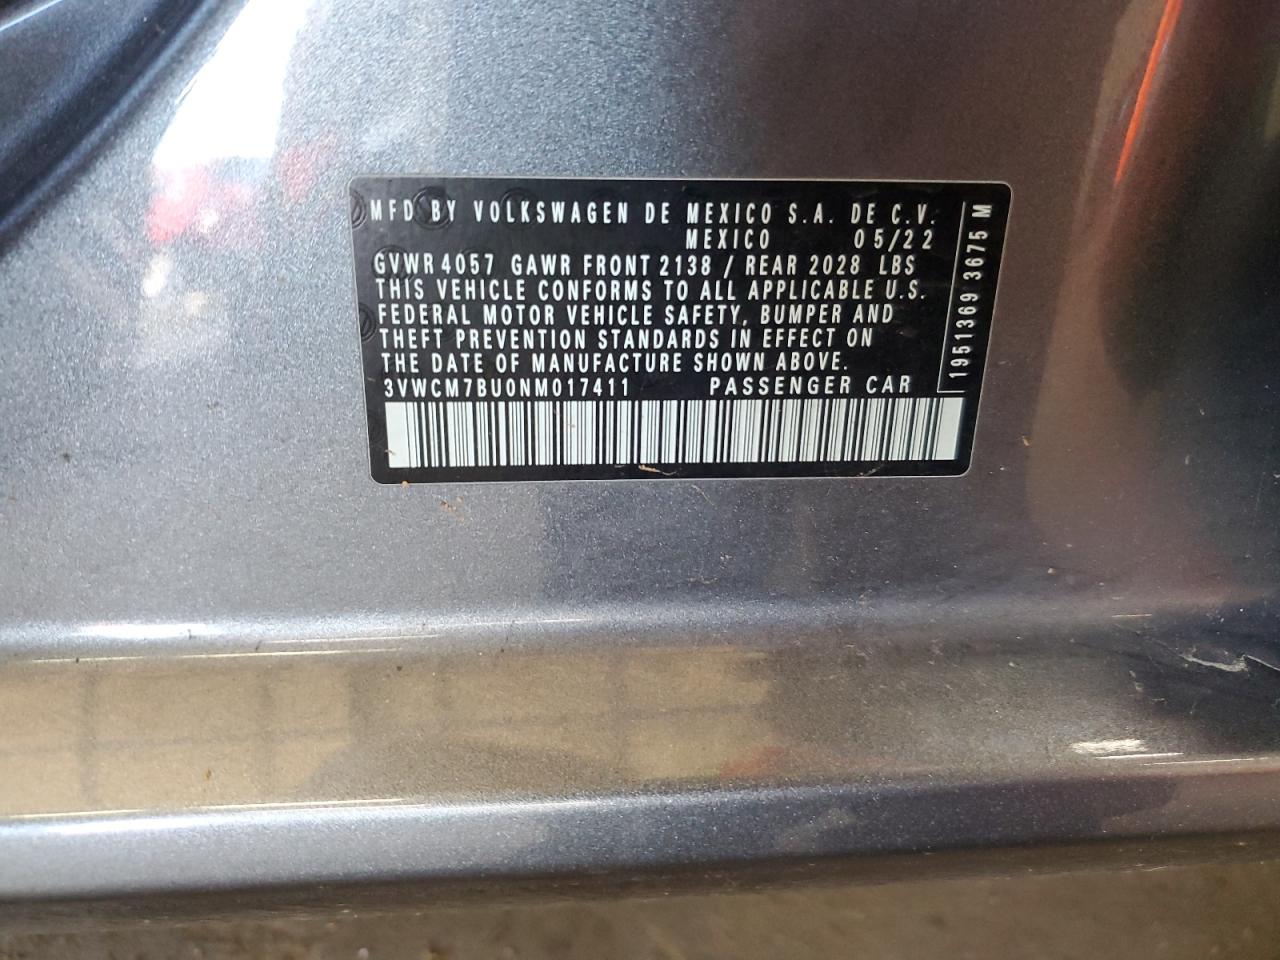 MFD BY VOLKSWAGEN DE MEXICO S.A. DE C.V.
MEXICO 05/22
GVWR 4057 GAWR FRONT 2138 / REAR 2028 LBS
THIS VEHICLE CONFORMS TO ALL APPLICABLE U.S.
FEDERAL MOTOR VEHICLE SAFETY, BUMPER AND
THEFT PREVENTION STANDARDS IN EFFECT ON
THE DATE OF MANUFACTURE SHOWN ABOVE.
3VWCM7BU0NM017411 PASSENGER CAR
1951369 3675 M